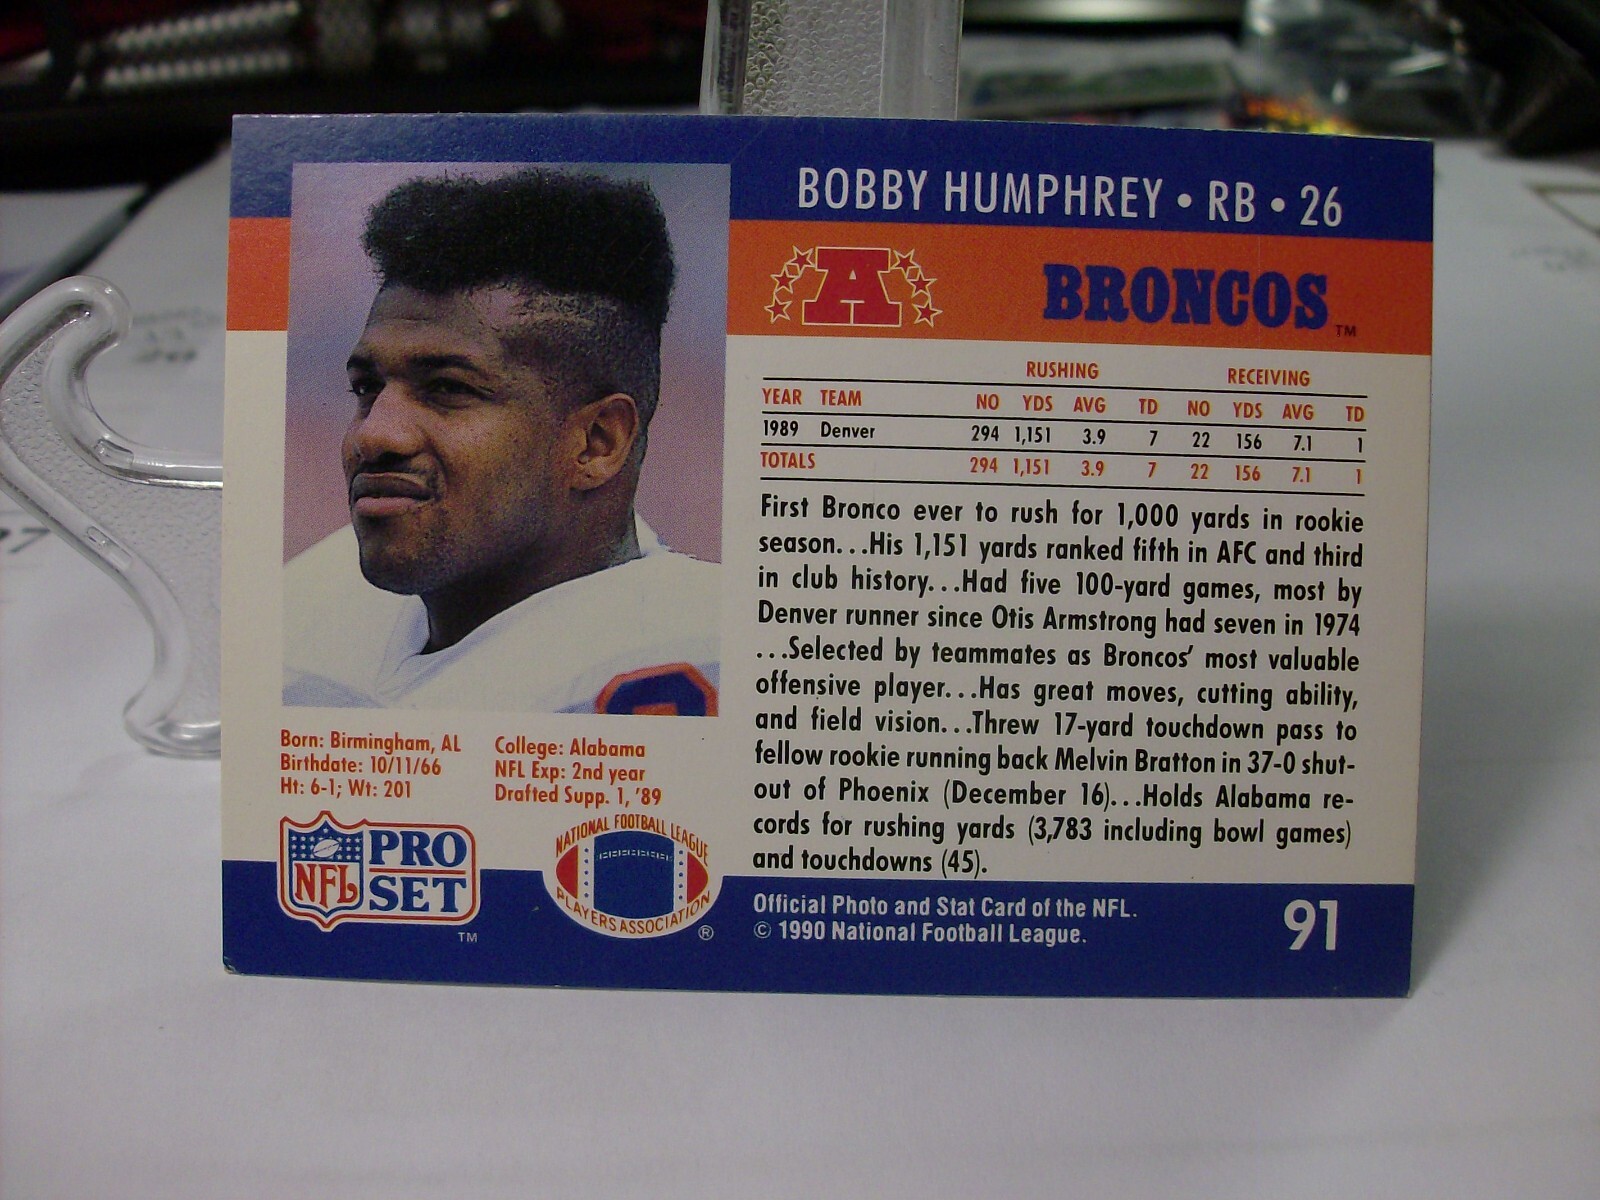 BOBBY HUMPHREY • RB • 26
A
BRONCOS™
RUSHING RECEIVING
YEAR TEAM NO YDS AVG TD NO YDS AVG TD
1989 Denver 294 1,151 3.9 7 22 156 7.1 1
TOTALS 294 1,151 3.9 7 22 156 7.1 1
First Bronco ever to rush for 1,000 yards in rookie
season...His 1,151 yards ranked fifth in AFC and third
in club history...Had five 100-yard games, most by
Denver runner since Otis Armstrong had seven in 1974
...Selected by teammates as Broncos' most valuable
offensive player...Has great moves, cutting ability,
and field vision...Threw 17-yard touchdown pass to
fellow rookie running back Melvin Bratton in 37-0 shut-
out of Phoenix (December 16)...Holds Alabama re-
cords for rushing yards (3,783 including bowl games)
and touchdowns (45).
Born: Birmingham, AL
Birthdate: 10/11/66
Ht: 6-1; Wt: 201
College: Alabama
NFL Exp: 2nd year
Drafted Supp. 1, '89
NFL
PRO
SET
™
NATIONAL FOOTBALL LEAGUE
PLAYERS ASSOCIATION
®
Official Photo and Stat Card of the NFL.
© 1990 National Football League.
91